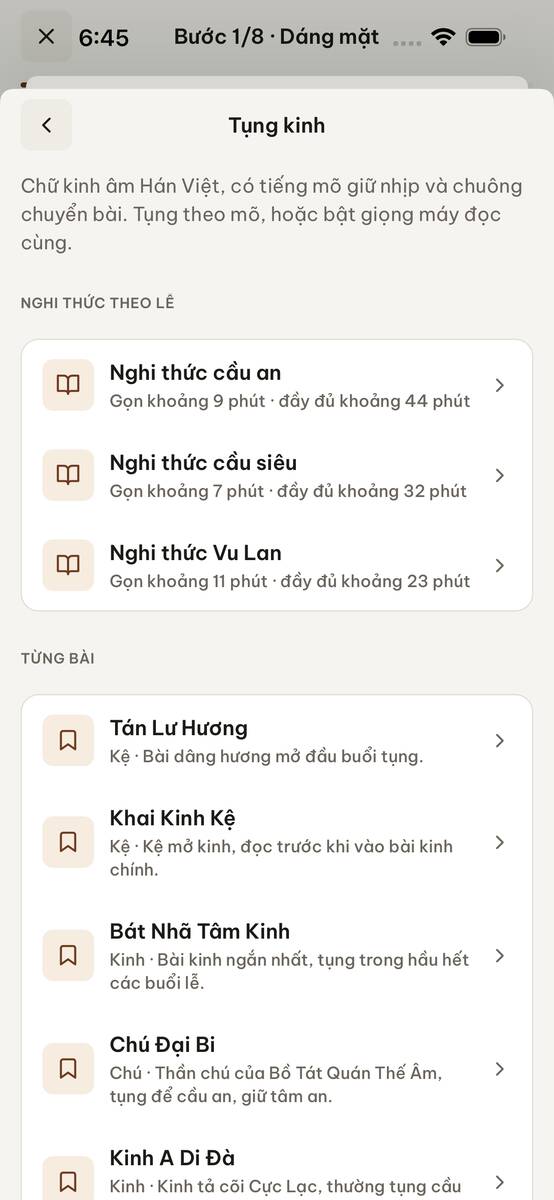 6:45
Bước 1/8 · Dáng mặt
Tụng kinh
Chữ kinh âm Hán Việt, có tiếng mõ giữ nhịp và chuông
chuyển bài. Tụng theo mõ, hoặc bật giọng máy đọc
cùng.
NGHI THỨC THEO LỄ
Nghi thức cầu an
Gọn khoảng 9 phút · đầy đủ khoảng 44 phút
Nghi thức cầu siêu
Gọn khoảng 7 phút · đầy đủ khoảng 32 phút
Nghi thức Vu Lan
Gọn khoảng 11 phút · đầy đủ khoảng 23 phút
TỪNG BÀI
Tán Lư Hương
Kệ · Bài dâng hương mở đầu buổi tụng.
Khai Kinh Kệ
Kệ · Kệ mở kinh, đọc trước khi vào bài kinh
chính.
Bát Nhã Tâm Kinh
Kinh · Bài kinh ngắn nhất, tụng trong hầu hết
các buổi lễ.
Chú Đại Bi
Chú · Thần chú của Bồ Tát Quán Thế Âm,
tụng để cầu an, giữ tâm an.
Kinh A Di Đà
Kinh · Kinh tả cõi Cực Lạc, thường tụng cầu